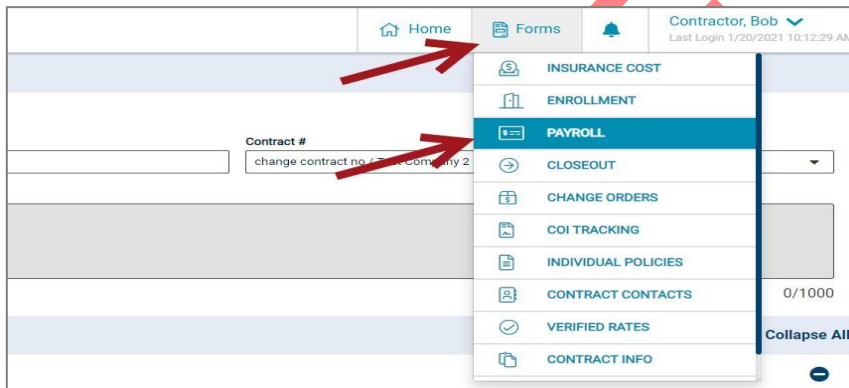 Home Forms Contractor, Bob
Last Login 1/20/2021 10:12:29 AM
INSURANCE COST
ENROLLMENT
PAYROLL
Contract #
change contract no / Test Company 2
CLOSEOUT
CHANGE ORDERS
COI TRACKING
INDIVIDUAL POLICIES
CONTRACT CONTACTS 0/1000
VERIFIED RATES Collapse All
CONTRACT INFO